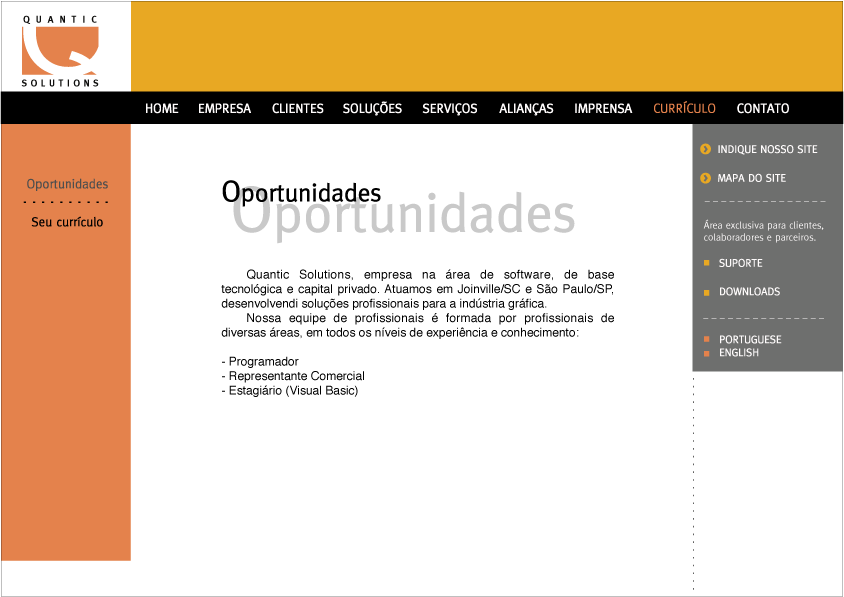 QUANTIC
SOLUTIONS
HOME EMPRESA CLIENTES SOLUÇÕES SERVIÇOS ALIANÇAS IMPRENSA CURRÍCULO CONTATO
Oportunidades
Seu currículo
Oportunidades
Oportunidades
Quantic Solutions, empresa na área de software, de base
tecnológica e capital privado. Atuamos em Joinville/SC e São Paulo/SP,
desenvolvendi soluções profissionais para a indústria gráfica.
Nossa equipe de profissionais é formada por profissionais de
diversas áreas, em todos os níveis de experiência e conhecimento:
- Programador
- Representante Comercial
- Estagiário (Visual Basic)
INDIQUE NOSSO SITE
MAPA DO SITE
Área exclusiva para clientes,
colaboradores e parceiros.
SUPORTE
DOWNLOADS
PORTUGUESE
ENGLISH